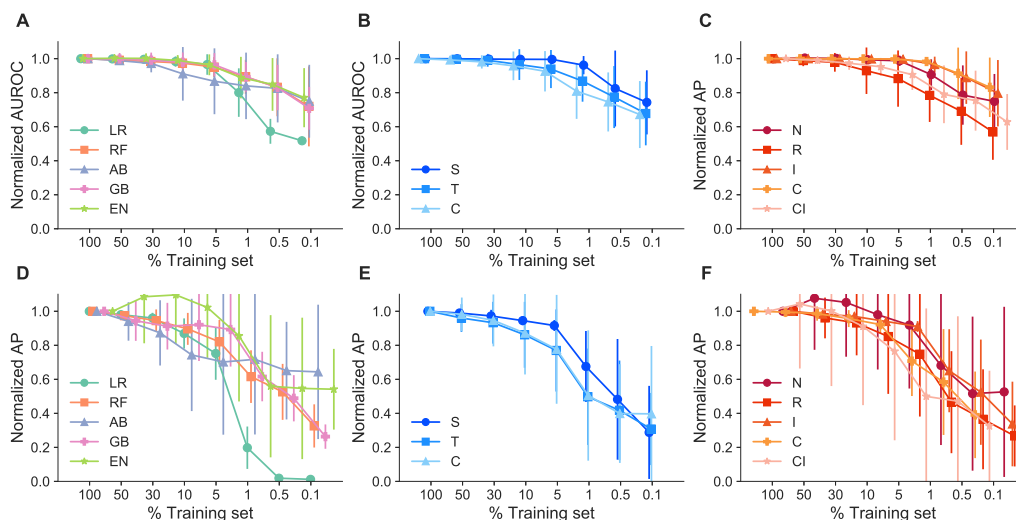 A
B
C
Normalized AUROC
1.0
0.8
0.6
0.4
0.2
0.0
LR
RF
AB
GB
EN
100 50 30 10 5 1 0.5 0.1
% Training set
Normalized AUROC
1.0
0.8
0.6
0.4
0.2
0.0
S
T
C
100 50 30 10 5 1 0.5 0.1
% Training set
Normalized AP
1.0
0.8
0.6
0.4
0.2
0.0
N
R
I
C
CI
100 50 30 10 5 1 0.5 0.1
% Training set
D
E
F
Normalized AP
1.0
0.8
0.6
0.4
0.2
0.0
LR
RF
AB
GB
EN
100 50 30 10 5 1 0.5 0.1
% Training set
Normalized AP
1.0
0.8
0.6
0.4
0.2
0.0
S
T
C
100 50 30 10 5 1 0.5 0.1
% Training set
Normalized AP
1.0
0.8
0.6
0.4
0.2
0.0
N
R
I
C
CI
100 50 30 10 5 1 0.5 0.1
% Training set